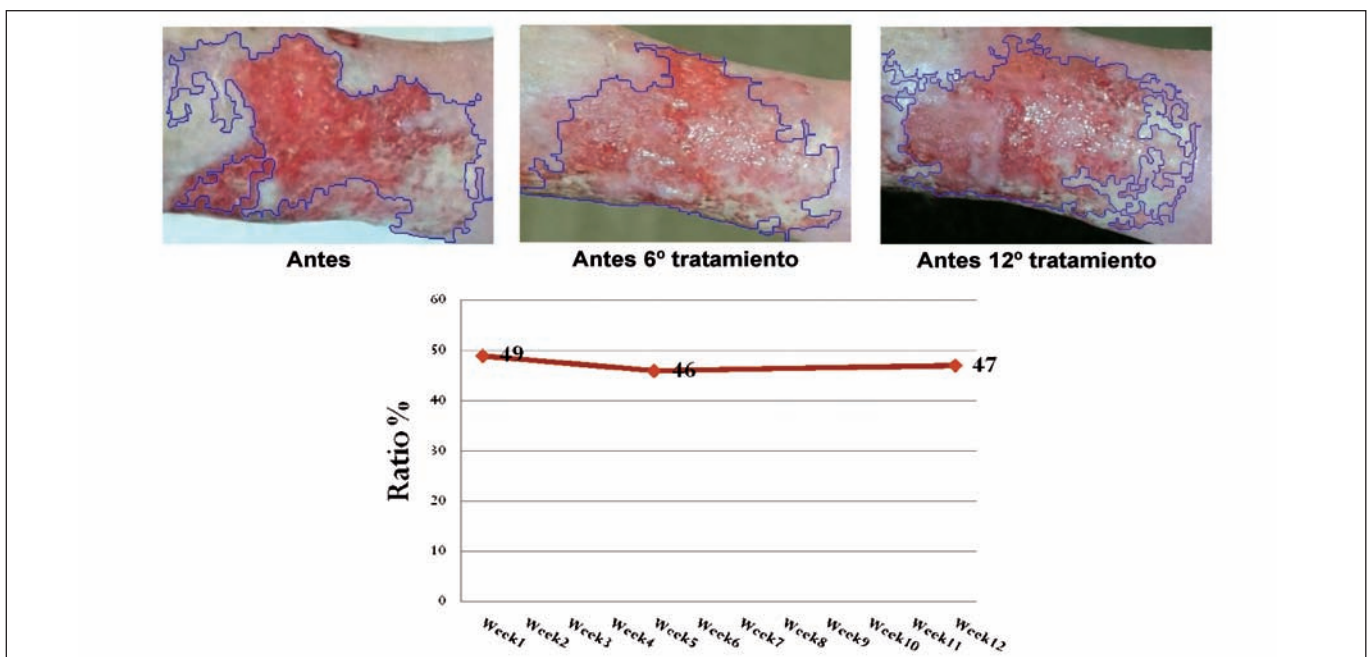 Antes
Antes 6º tratamiento
Antes 12º tratamiento
60
50
40
30
20
10
0
Ratio %
49
46
47
Week1
Week2
Week3
Week4
Week5
Week6
Week7
Week8
Week9
Week10
Week11
Week12